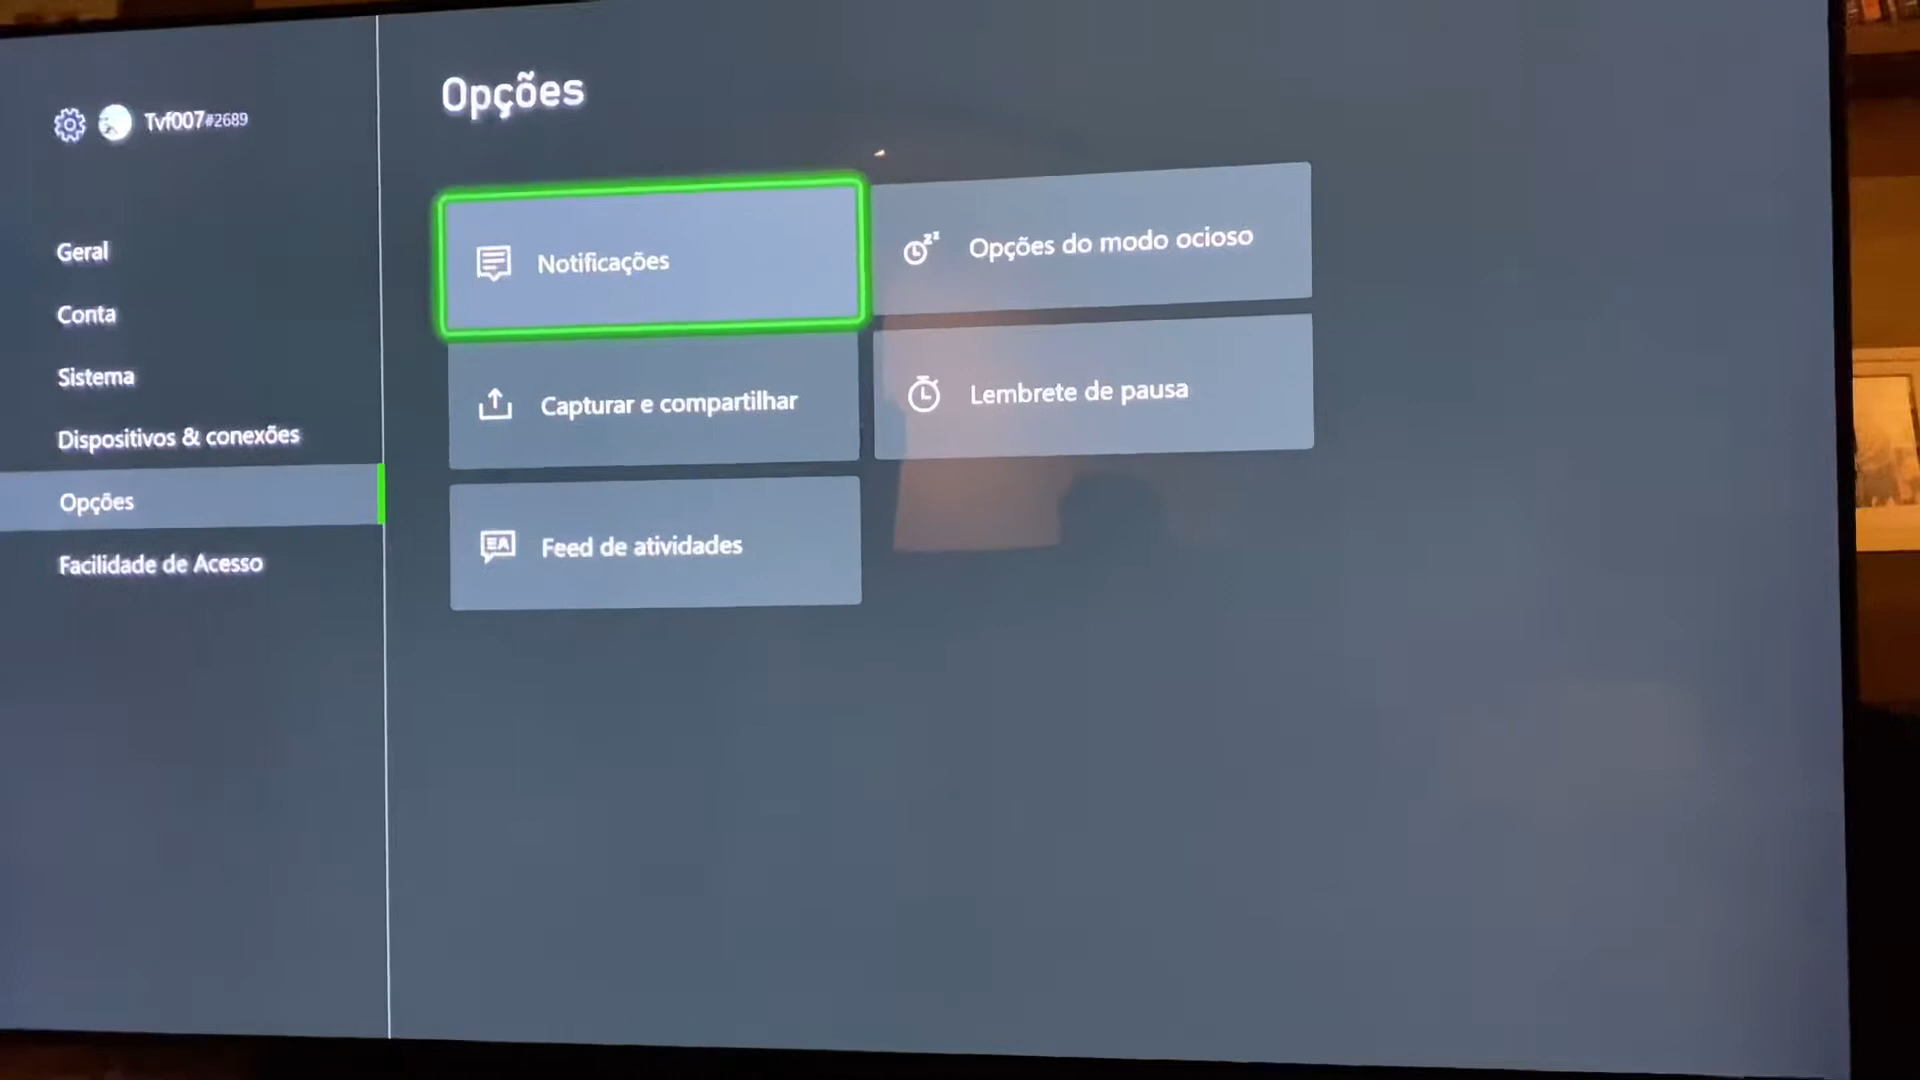 Tvf007#2689
Geral
Conta
Sistema
Dispositivos & conexões
Opções
Facilidade de Acesso
Opções
Notificações
Opções do modo ocioso
Capturar e compartilhar
Lembrete de pausa
Feed de atividades